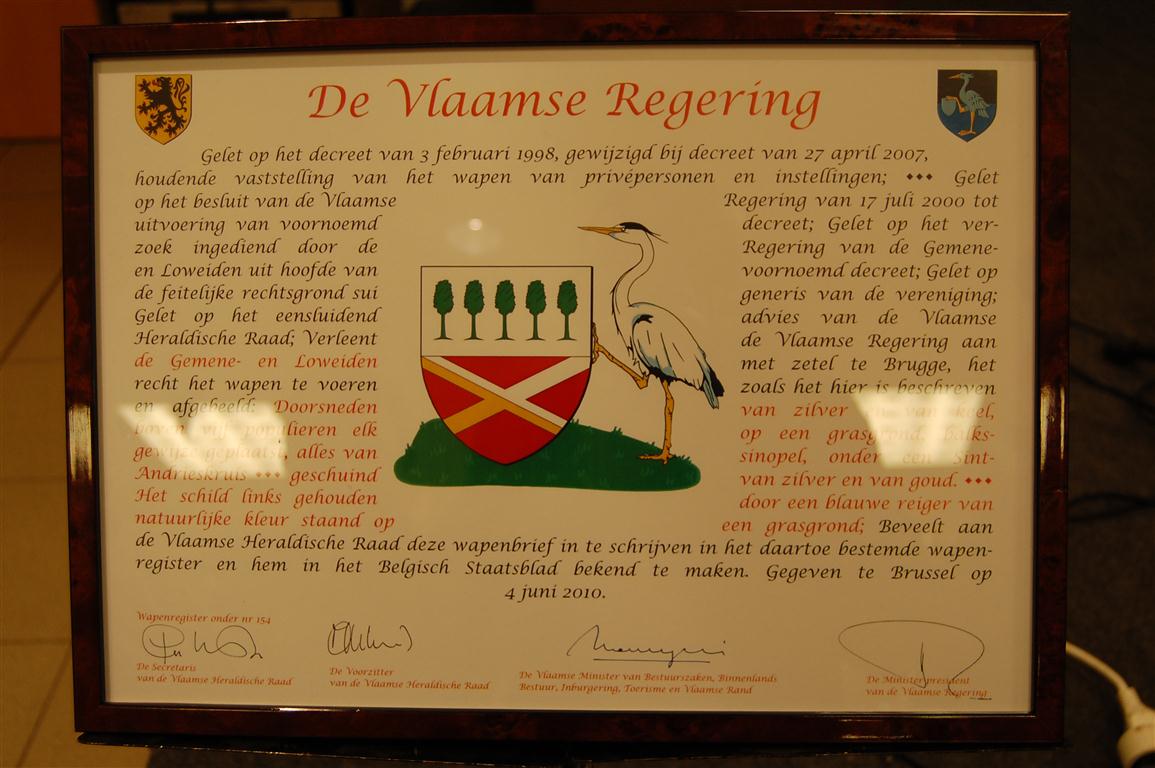 De Vlaamse Regering
Gelet op het decreet van 3 februari 1998, gewijzigd bij decreet van 27 april 2007,
houdende vaststelling van het wapen van privépersonen en instellingen; ♦♦♦ Gelet
op het besluit van de Vlaamse Regering van 17 juli 2000 tot
uitvoering van voornoemd decreet; Gelet op het ver-
zoek ingediend door de Regering van de Gemene-
en Loweiden uit hoofde van voornoemd decreet; Gelet op
de feitelijke rechtsgrond sui generis van de vereniging;
Gelet op het eensluidend advies van de Vlaamse
Heraldische Raad; Verleent de Vlaamse Regering aan
de Gemene- en Loweiden met zetel te Brugge, het
recht het wapen te voeren zoals het hier is beschreven
en afgebeeld: Doorsneden van zilver en van keel,
boven vijf populieren elk op een grasgrond, balks-
gewijze geplaatst, alles van sinopel, onder een Sint-
Andrieskruis ♦♦♦ geschuind van zilver en van goud. ♦♦♦
Het schild links gehouden door een blauwe reiger van
natuurlijke kleur staand op een grasgrond; Beveelt aan
de Vlaamse Heraldische Raad deze wapenbrief in te schrijven in het daartoe bestemde wapen-
register en hem in het Belgisch Staatsblad bekend te maken. Gegeven te Brussel op
4 juni 2010.
Wapenregister onder nr 154
De Secretaris
van de Vlaamse Heraldische Raad
De Voorzitter
van de Vlaamse Heraldische Raad
De Vlaamse Minister van Bestuurszaken, Binnenlands
Bestuur, Inburgering, Toerisme en Vlaamse Rand
De Minister-president
van de Vlaamse Regering